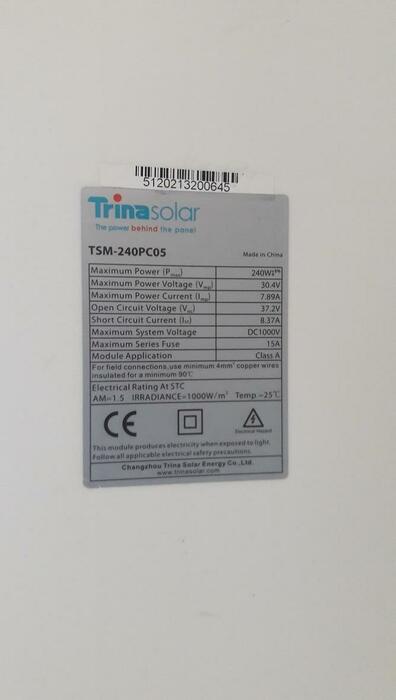 5120213200645
Trinasolar
The power behind the panel
TSM-240PC05 Made in China
Maximum Power (Pmax) 240W
Maximum Power Voltage (Vmp) 30.4V
Maximum Power Current (Imp) 7.89A
Open Circuit Voltage (Voc) 37.2V
Short Circuit Current (Isc) 8.37A
Maximum System Voltage DC1000V
Maximum Series Fuse 15A
Module Application Class A
For field connections,use minimum 4mm² copper wires
insulated for a minimum 90℃
Electrical Rating At STC
AM=1.5 IRRADIANCE=1000W/m² Temp.=25℃
CE
Electrical Hazard
This module produces electricity when exposed to light.
Follow all applicable electrical safety precautions.
Changzhou Trina Solar Energy Co.,Ltd.
www.trinasolar.com